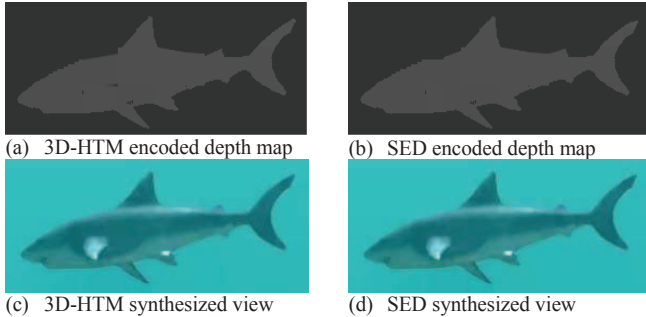 (a) 3D-HTM encoded depth map
(b) SED encoded depth map
(c) 3D-HTM synthesized view
(d) SED synthesized view